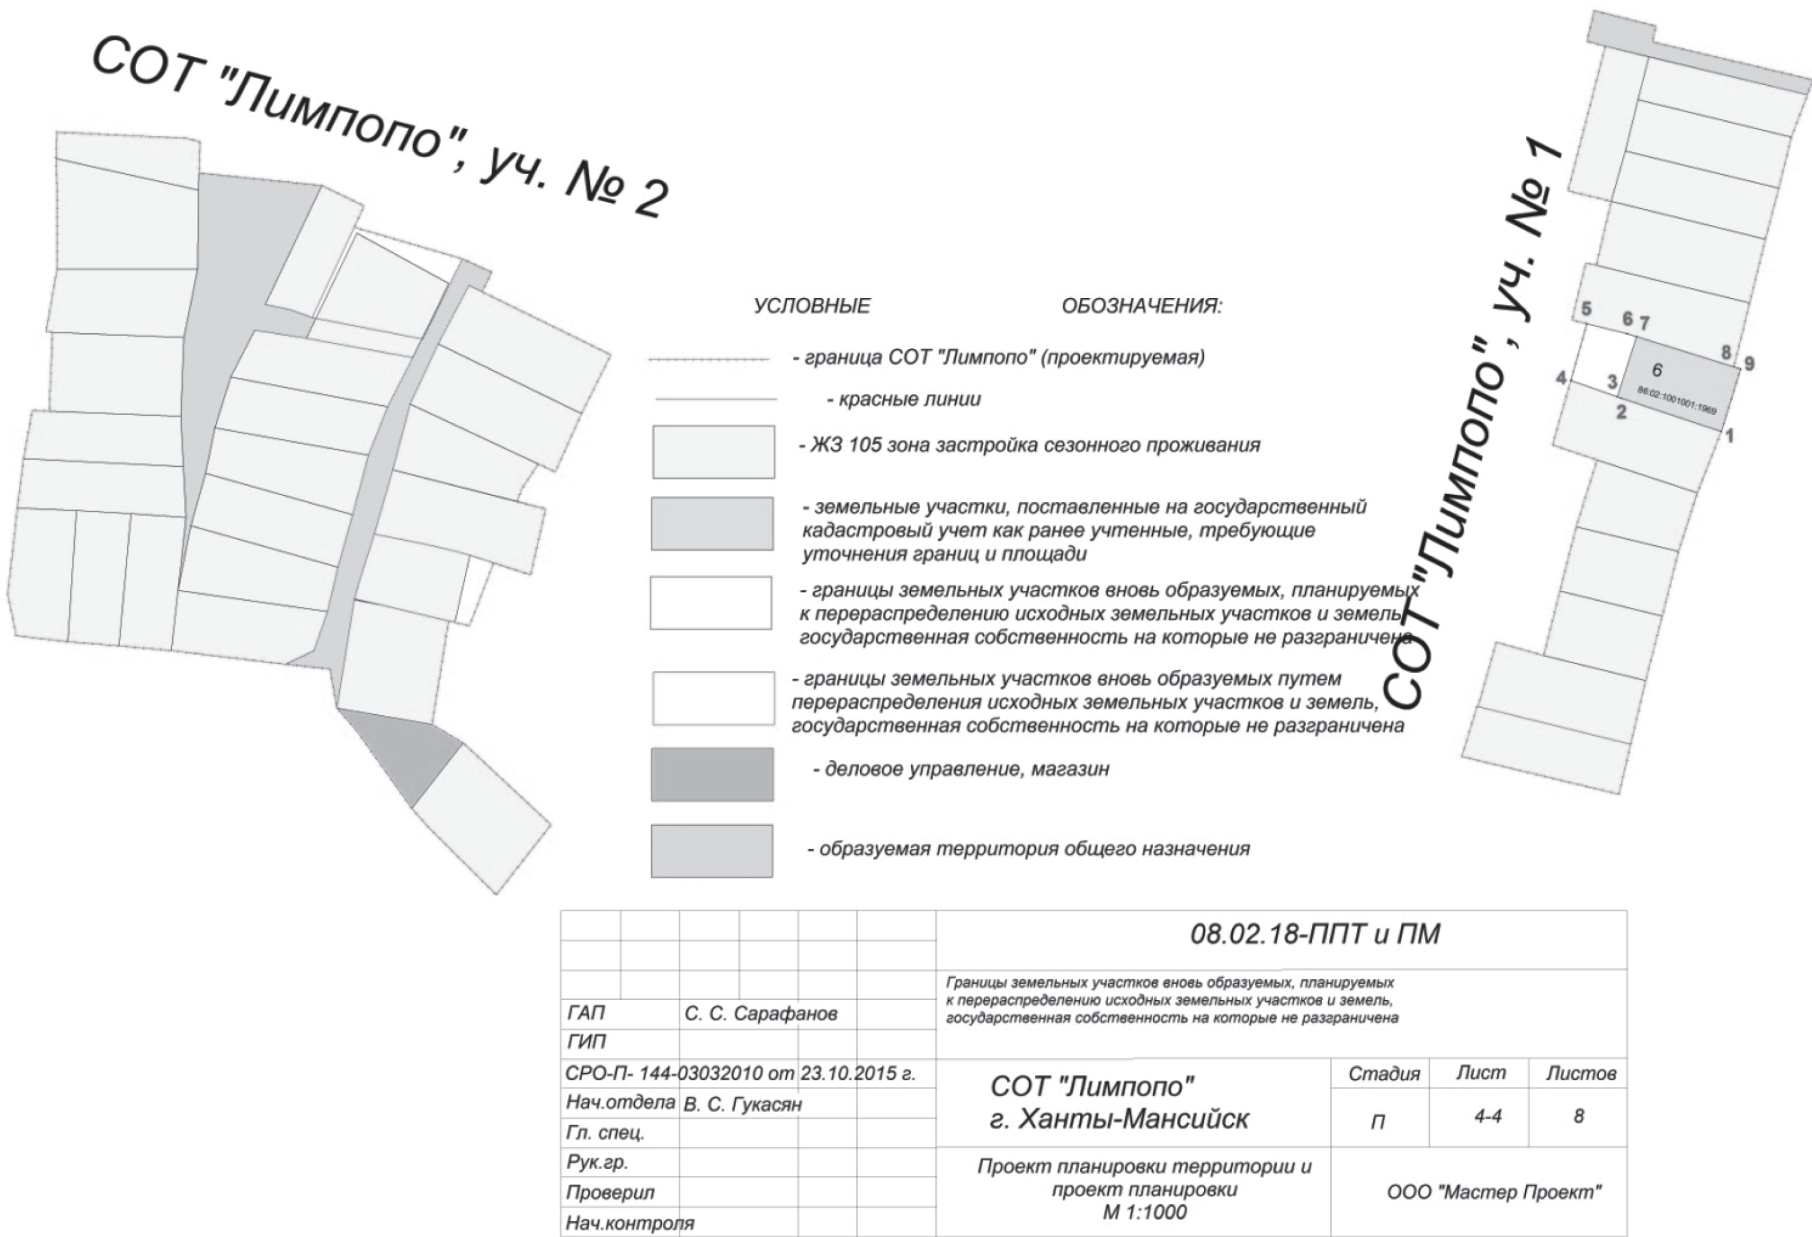 СОТ "Лимпопо", уч. № 2
СОТ "Лимпопо", уч. № 1
УСЛОВНЫЕ ОБОЗНАЧЕНИЯ:
- граница СОТ "Лимпопо" (проектируемая)
- красные линии
- ЖЗ 105 зона застройка сезонного проживания
- земельные участки, поставленные на государственный
кадастровый учет как ранее учтенные, требующие
уточнения границ и площади
- границы земельных участков вновь образуемых, планируемых
к перераспределению исходных земельных участков и земель,
государственная собственность на которые не разграничена
- границы земельных участков вновь образуемых путем
перераспределения исходных земельных участков и земель,
государственная собственность на которые не разграничена
- деловое управление, магазин
- образуемая территория общего назначения
5
6 7
8 9
4
3
2
1
6
86:02:1001001:1969
08.02.18-ППТ и ПМ
Границы земельных участков вновь образуемых, планируемых
к перераспределению исходных земельных участков и земель,
государственная собственность на которые не разграничена
ГАП С. С. Сарафанов
ГИП
СРО-П- 144-03032010 от 23.10.2015 г.
Нач.отдела В. С. Гукасян
Гл. спец.
Рук.гр.
Проверил
Нач.контроля
СОТ "Лимпопо"
г. Ханты-Мансийск
Стадия Лист Листов
П 4-4 8
Проект планировки территории и
проект планировки
М 1:1000
ООО "Мастер Проект"